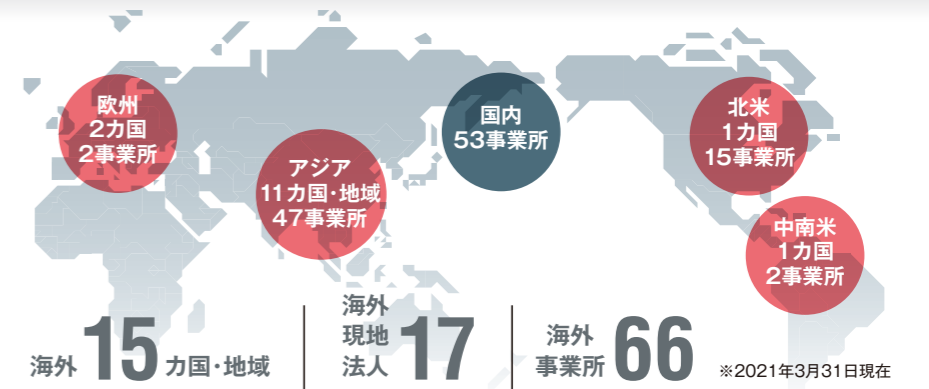 欧州
2カ国
2事業所
アジア
11カ国・地域
47事業所
国内
53事業所
北米
1カ国
15事業所
中南米
1カ国
2事業所
海外 15 カ国・地域
海外
現地
法人 17
海外
事業所 66
※2021年3月31日現在